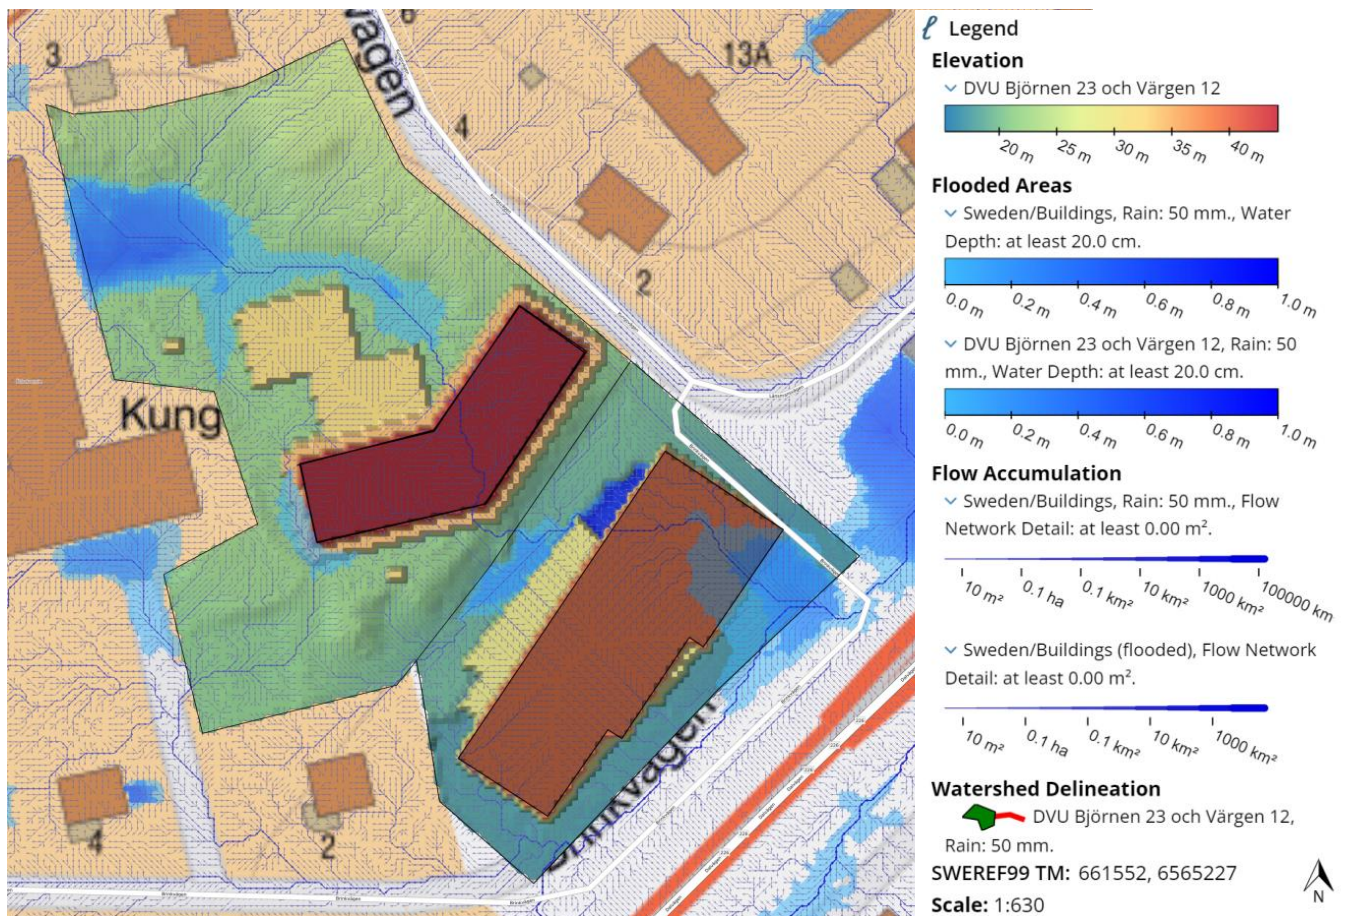 vägen
6
3
13A
4
2
Kung
Brinkvägen
4
2
226
226
226
226
Legend
Elevation
DVU Björnen 23 och Värgen 12
20 m
25 m
30 m
35 m
40 m
Flooded Areas
Sweden/Buildings, Rain: 50 mm., Water
Depth: at least 20.0 cm.
0.0 m
0.2 m
0.4 m
0.6 m
0.8 m
1.0 m
DVU Björnen 23 och Värgen 12, Rain: 50
mm., Water Depth: at least 20.0 cm.
0.0 m
0.2 m
0.4 m
0.6 m
0.8 m
1.0 m
Flow Accumulation
Sweden/Buildings, Rain: 50 mm., Flow
Network Detail: at least 0.00 m².
10 m²
0.1 ha
0.1 km²
10 km²
1000 km²
100000 km
Sweden/Buildings (flooded), Flow Network
Detail: at least 0.00 m².
10 m²
0.1 ha
0.1 km²
10 km²
1000 km²
Watershed Delineation
DVU Björnen 23 och Värgen 12,
Rain: 50 mm.
SWEREF99 TM: 661552, 6565227
Scale: 1:630
N